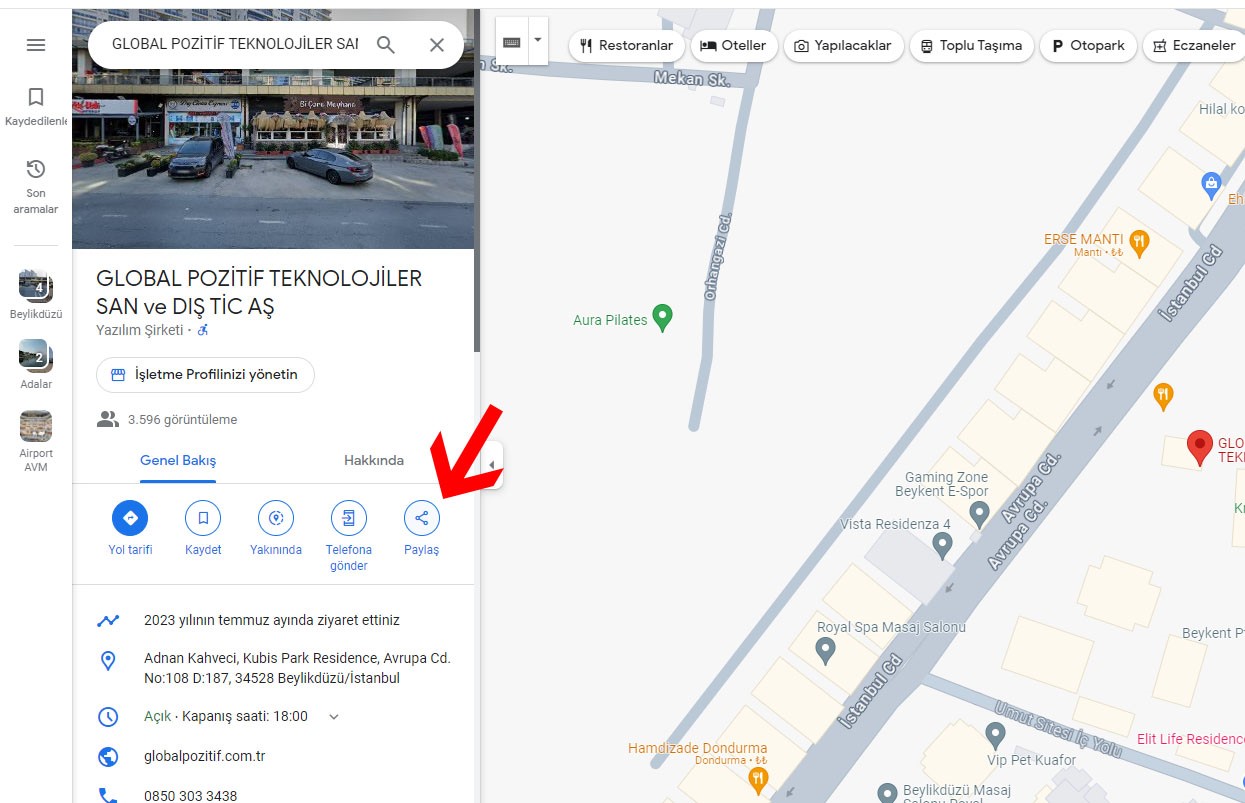 GLOBAL POZİTİF TEKNOLOJİLER SAN
Kaydedilenle
Son
aramalar
4
Beylikdüzü
2
Adalar
Airport
AVM
Bi Çare Meyhane
GLOBAL POZİTİF TEKNOLOJİLER
SAN ve DIŞ TİC AŞ
Yazılım Şirketi ·
İşletme Profilinizi yönetin
3.596 görüntüleme
Genel Bakış
Hakkında
Yol tarifi
Kaydet
Yakınında
Telefona
gönder
Paylaş
2023 yılının temmuz ayında ziyaret ettiniz
Adnan Kahveci, Kubis Park Residence, Avrupa Cd.
No:108 D:187, 34528 Beylikdüzü/İstanbul
Açık · Kapanış saati: 18:00
globalpozitif.com.tr
0850 303 3438
Restoranlar
Oteller
Yapılacaklar
Toplu Taşıma
P Otopark
Eczaneler
n Sk.
Mekan Sk.
Hilal ko
Eh
ERSE MANTI
Mantı • ₺₺
Orhangazi Cd.
İstanbul Cd
Aura Pilates
GLO
TEKN
Gaming Zone
Beykent E-Spor
Avrupa Cd.
Avrupa Cd.
Vista Residenza 4
Royal Spa Masaj Salonu
Beykent P
İstanbul Cd
Umut Sitesi İç Yolu
Elit Life Residence
Hamdizade Dondurma
Dondurma • ₺₺
Vip Pet Kuafor
Beylikdüzü Masaj
Salonu Royal